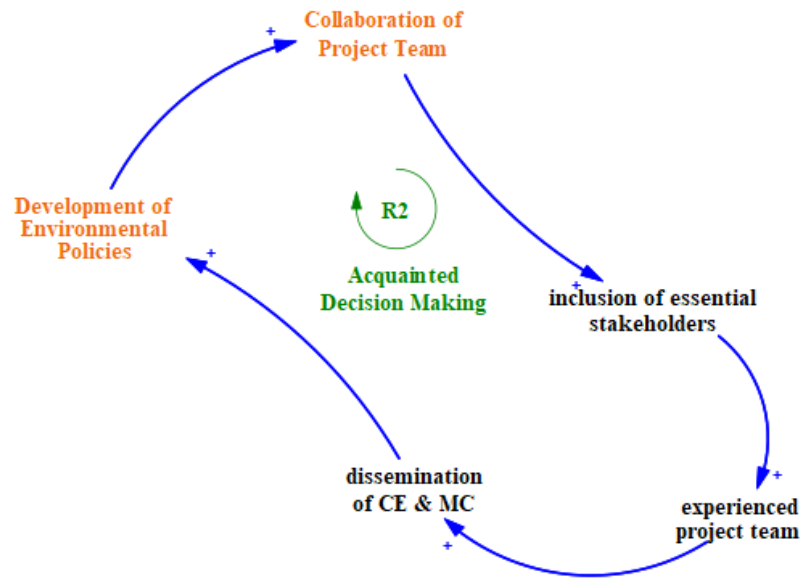 Collaboration of
Project Team
+
Development of
Environmental
Policies
R2
+
Acquainted
Decision Making
+
inclusion of essential
stakeholders
dissemination
of CE & MC
+
experienced
project team
+